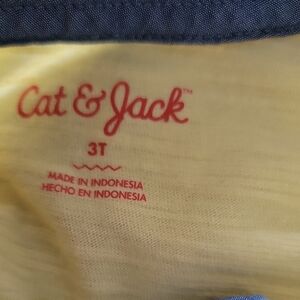 Cat & Jack™
3T
MADE IN INDONESIA
HECHO EN INDONESIA